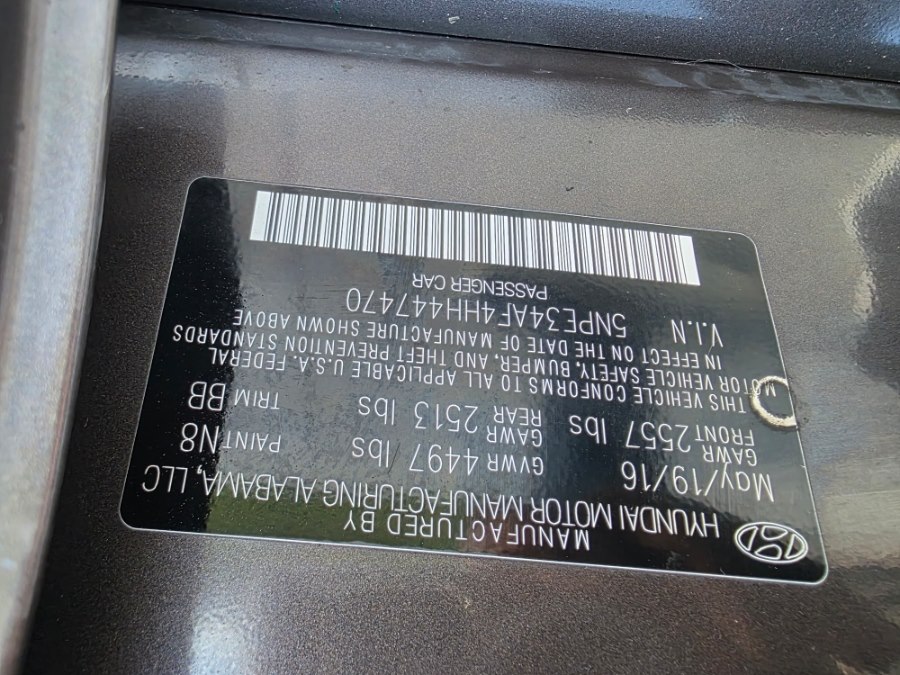 MANUFACTURED BY
HYUNDAI MOTOR MANUFACTURING ALABAMA, LLC
May/19/16 GVWR 4497 lbs PAINT N8
GAWR FRONT 2557 lbs GAWR REAR 2513 lbs TRIM BB
THIS VEHICLE CONFORMS TO ALL APPLICABLE U.S.A. FEDERAL
MOTOR VEHICLE SAFETY, BUMPER, AND THEFT PREVENTION STANDARDS
IN EFFECT ON THE DATE OF MANUFACTURE SHOWN ABOVE
V.I.N 5NPE34AF4HH447470
PASSENGER CAR